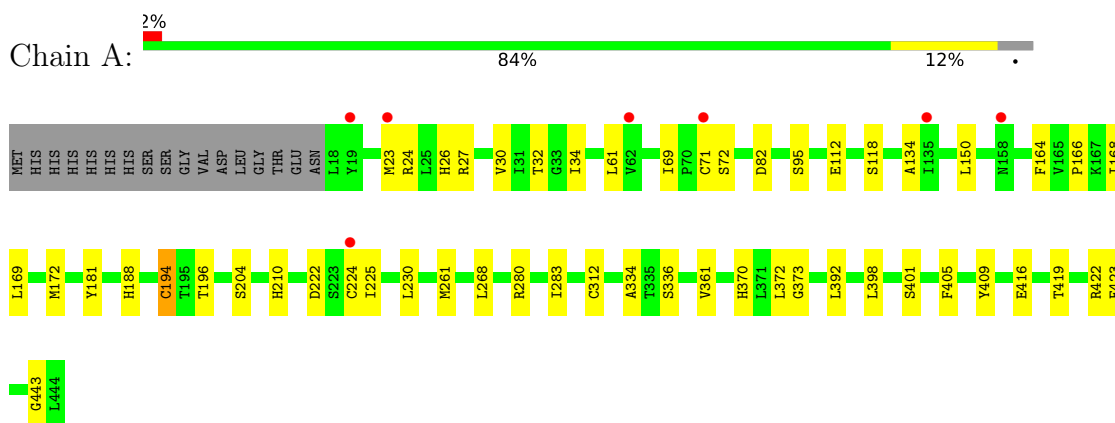 2%
Chain A:
84% 12% •
MET HIS HIS HIS HIS HIS HIS SER SER GLY VAL ASP LEU GLY THR GLU ASN L18 Y19 M23 R24 L25 H26 R27 V30 I31 T32 G33 I34 L61 V62 I69 P70 C71 S72 D82 S95 E112 S118 A134 I135 L150 N158 F164 V165 P166 K167
L169 M172 Y181 H188 C194 T195 T196 S204 H210 D222 S223 C224 I225 L230 M261 L268 R280 I283 C312 A334 T335 S336 V361 H370 L371 L372 G373 L392 L398 S401 F405 Y409 E416 T419 R422
G443 L444